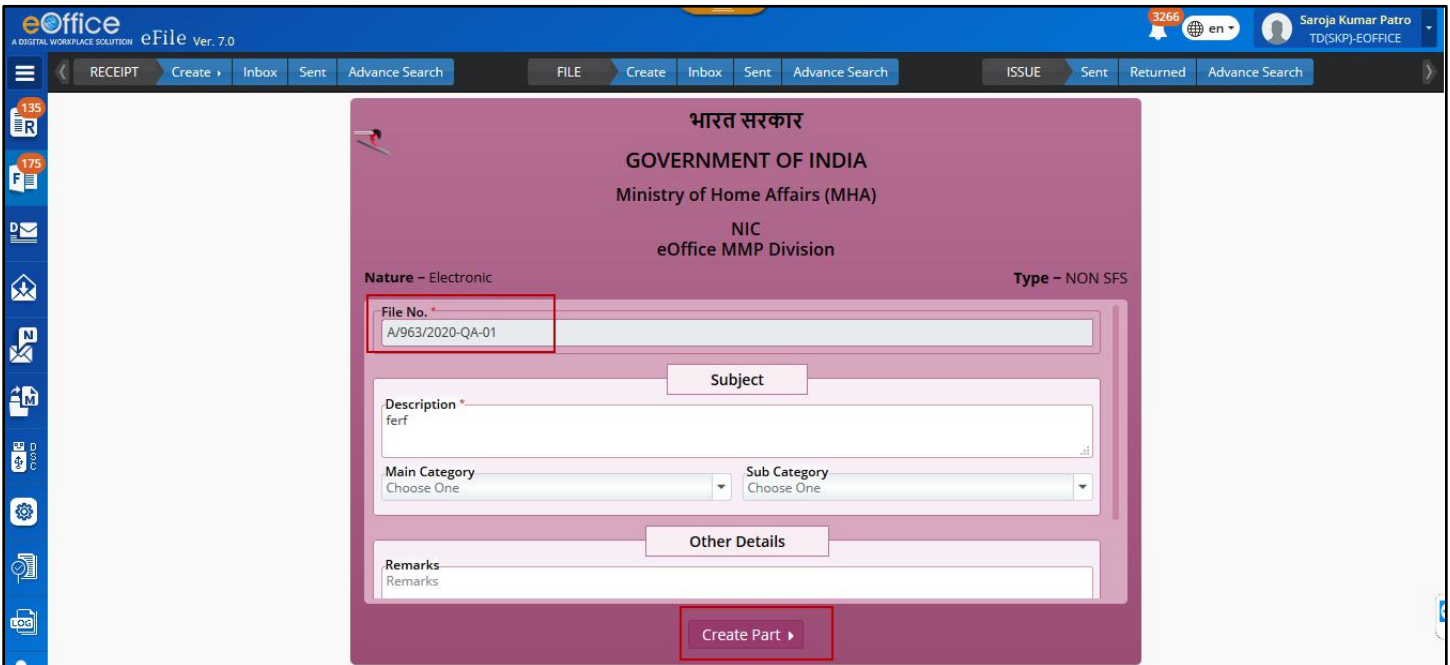 eOffice
A DIGITAL WORKPLACE SOLUTION eFile Ver. 7.0
3266
en
Saroja Kumar Patro
TD(SKP)-EOFFICE
RECEIPT Create Inbox Sent Advance Search FILE Create Inbox Sent Advance Search ISSUE Sent Returned Advance Search
135
R
175
F
D
N
M
DSC
LOG
भारत सरकार
GOVERNMENT OF INDIA
Ministry of Home Affairs (MHA)
NIC
eOffice MMP Division
Nature – Electronic Type – NON SFS
File No. *
A/963/2020-QA-01
Subject
Description *
ferf
Main Category Sub Category
Choose One Choose One
Other Details
Remarks
Remarks
Create Part